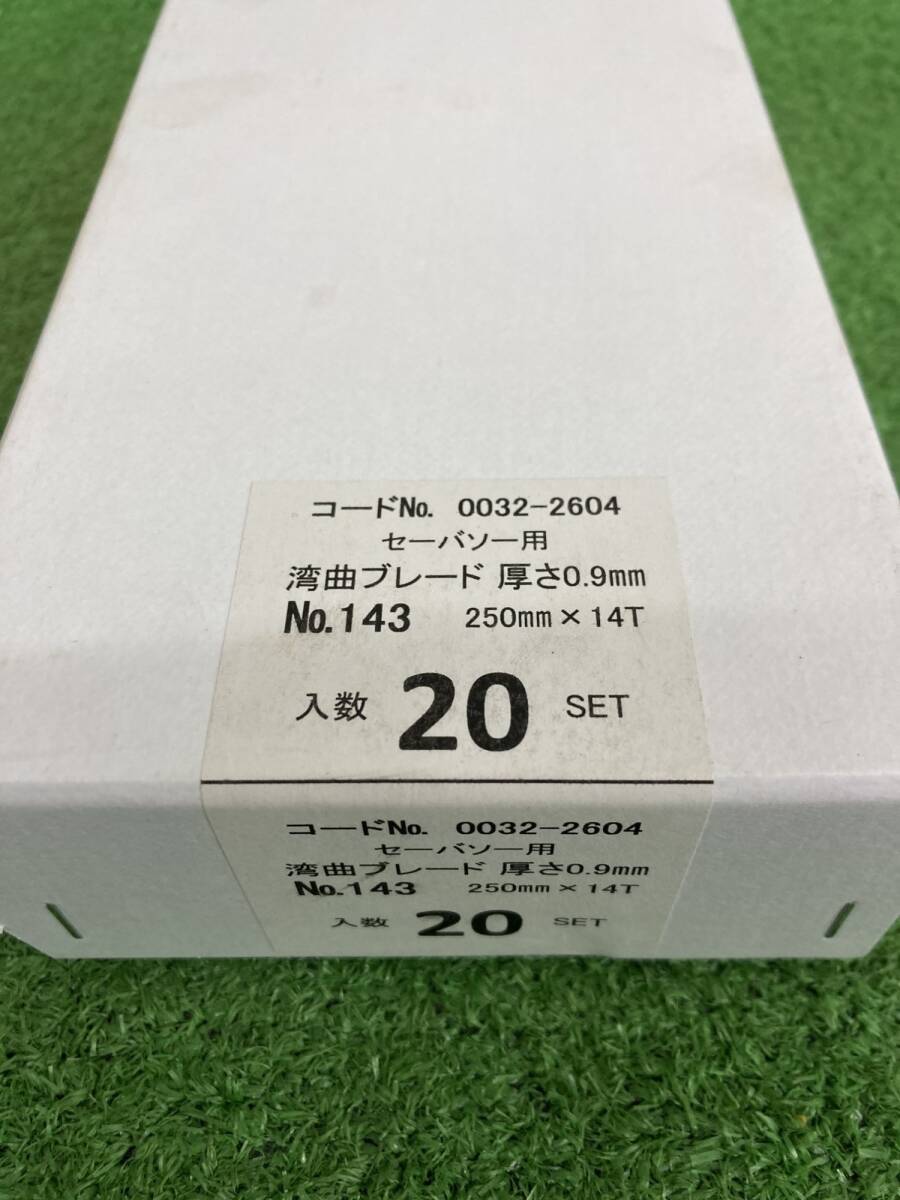 コードNo. 0032-2604
セーバソー用
湾曲ブレード 厚さ0.9mm
No.143 250mm×14T
入数 20 SET
コードNo. 0032-2604
セーバソー用
湾曲ブレード 厚さ0.9mm
No.143 250mm×14T
入数 20 SET